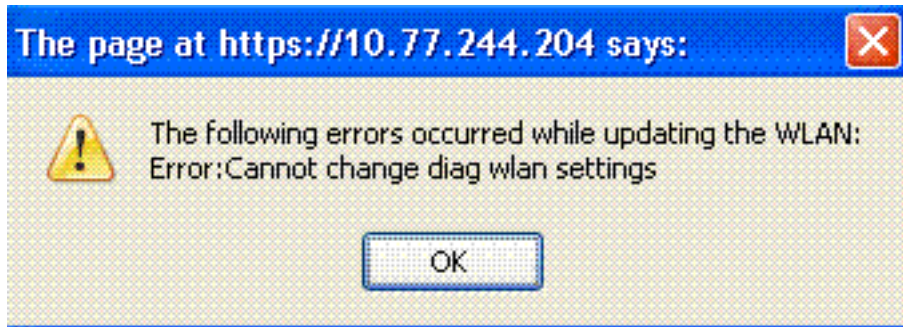 The page at https://10.77.244.204 says:
The following errors occurred while updating the WLAN:
Error:Cannot change diag wlan settings
OK